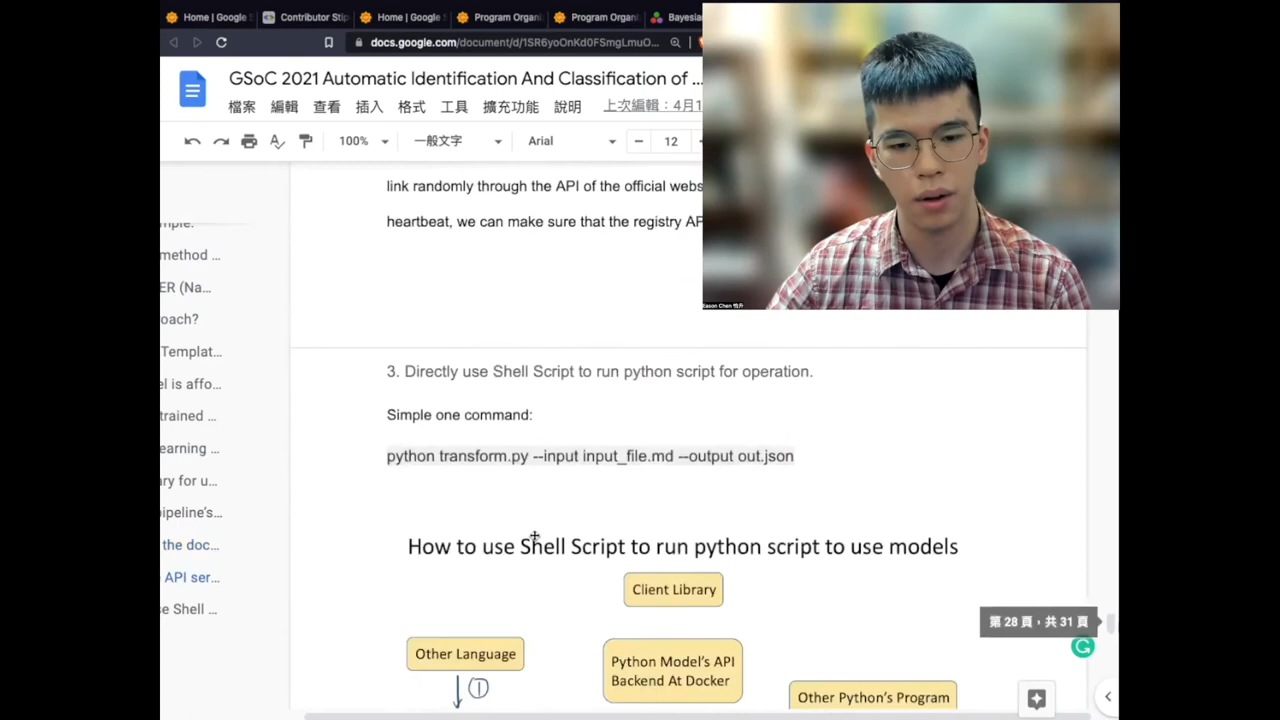 Home | Google
Contributor Stip
Home | Google
Program Organi
Program Organi
Bayesian
docs.google.com/document/d/1SR6yoOnKd0FSmgLmuO...
GSoC 2021 Automatic Identification And Classification of ...
檔案 編輯 查看 插入 格式 工具 擴充功能 說明 上次編輯：4月1
100% 一般文字 Arial 12
link randomly through the API of the official webs
heartbeat, we can make sure that the registry AP
Eason Chen
method ...
ER (Na...
oach?
Templat...
el is affo...
trained ...
earning ...
ry for u...
pipeline's...
the doc...
API ser...
se Shell ...
3. Directly use Shell Script to run python script for operation.
Simple one command:
python transform.py --input input_file.md --output out.json
How to use Shell Script to run python script to use models
Client Library
Other Language
Python Model's API
Backend At Docker
①
Other Python's Program
第 28 頁，共 31 頁